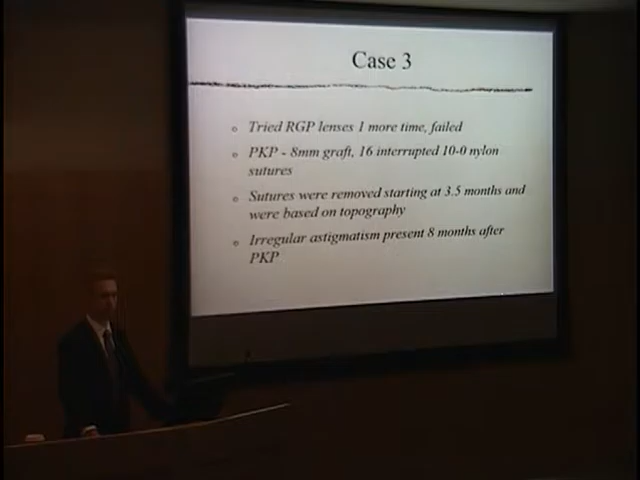 Case 3
Tried RGP lenses 1 more time, failed
PKP - 8mm graft, 16 interrupted 10-0 nylon
sutures
Sutures were removed starting at 3.5 months and
were based on topography
Irregular astigmatism present 8 months after
PKP